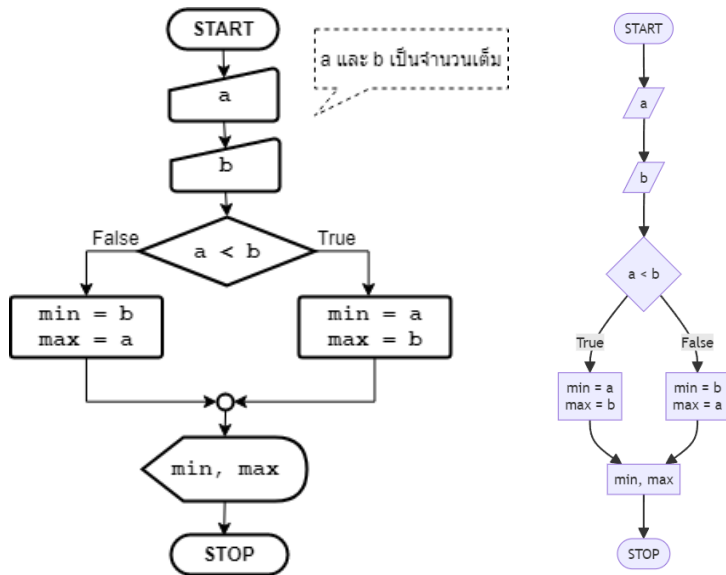 START
a และ b เป็นจำนวนเต็ม
a
b
a < b
False
True
min = b
max = a
min = a
max = b
min, max
STOP
START
a
b
a < b
True
False
min = a
max = b
min = b
max = a
min, max
STOP